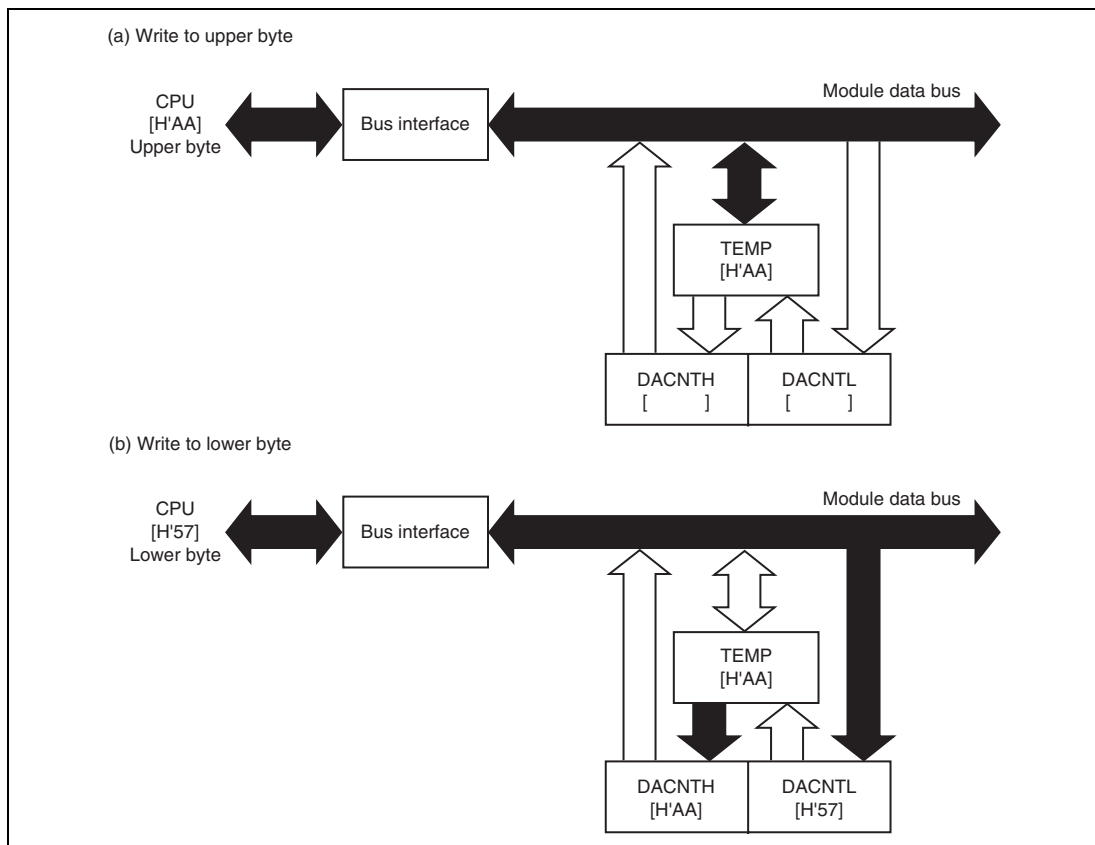 (a) Write to upper byte
Module data bus
CPU
[H'AA]
Upper byte
Bus interface
TEMP
[H'AA]
DACNTH
[ ]
DACNTL
[ ]
(b) Write to lower byte
Module data bus
CPU
[H'57]
Lower byte
Bus interface
TEMP
[H'AA]
DACNTH
[H'AA]
DACNTL
[H'57]